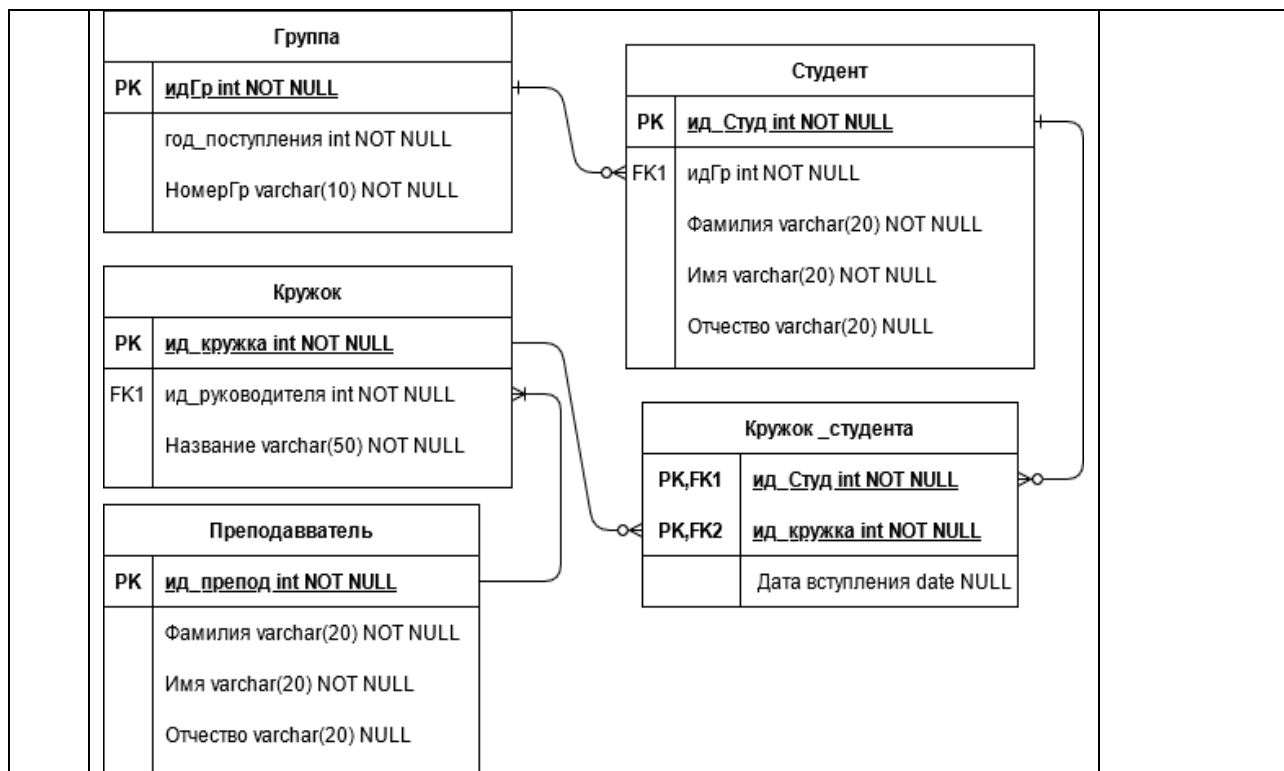 Группа
PK идГр int NOT NULL
год_поступления int NOT NULL
НомерГр varchar(10) NOT NULL
Студент
PK ид_Студ int NOT NULL
FK1 идГр int NOT NULL
Фамилия varchar(20) NOT NULL
Имя varchar(20) NOT NULL
Отчество varchar(20) NULL
Кружок
PK ид_кружка int NOT NULL
FK1 ид_руководителя int NOT NULL
Название varchar(50) NOT NULL
Кружок _студента
PK,FK1 ид_Студ int NOT NULL
PK,FK2 ид_кружка int NOT NULL
Дата вступления date NULL
Преподавватель
PK ид_препод int NOT NULL
Фамилия varchar(20) NOT NULL
Имя varchar(20) NOT NULL
Отчество varchar(20) NULL